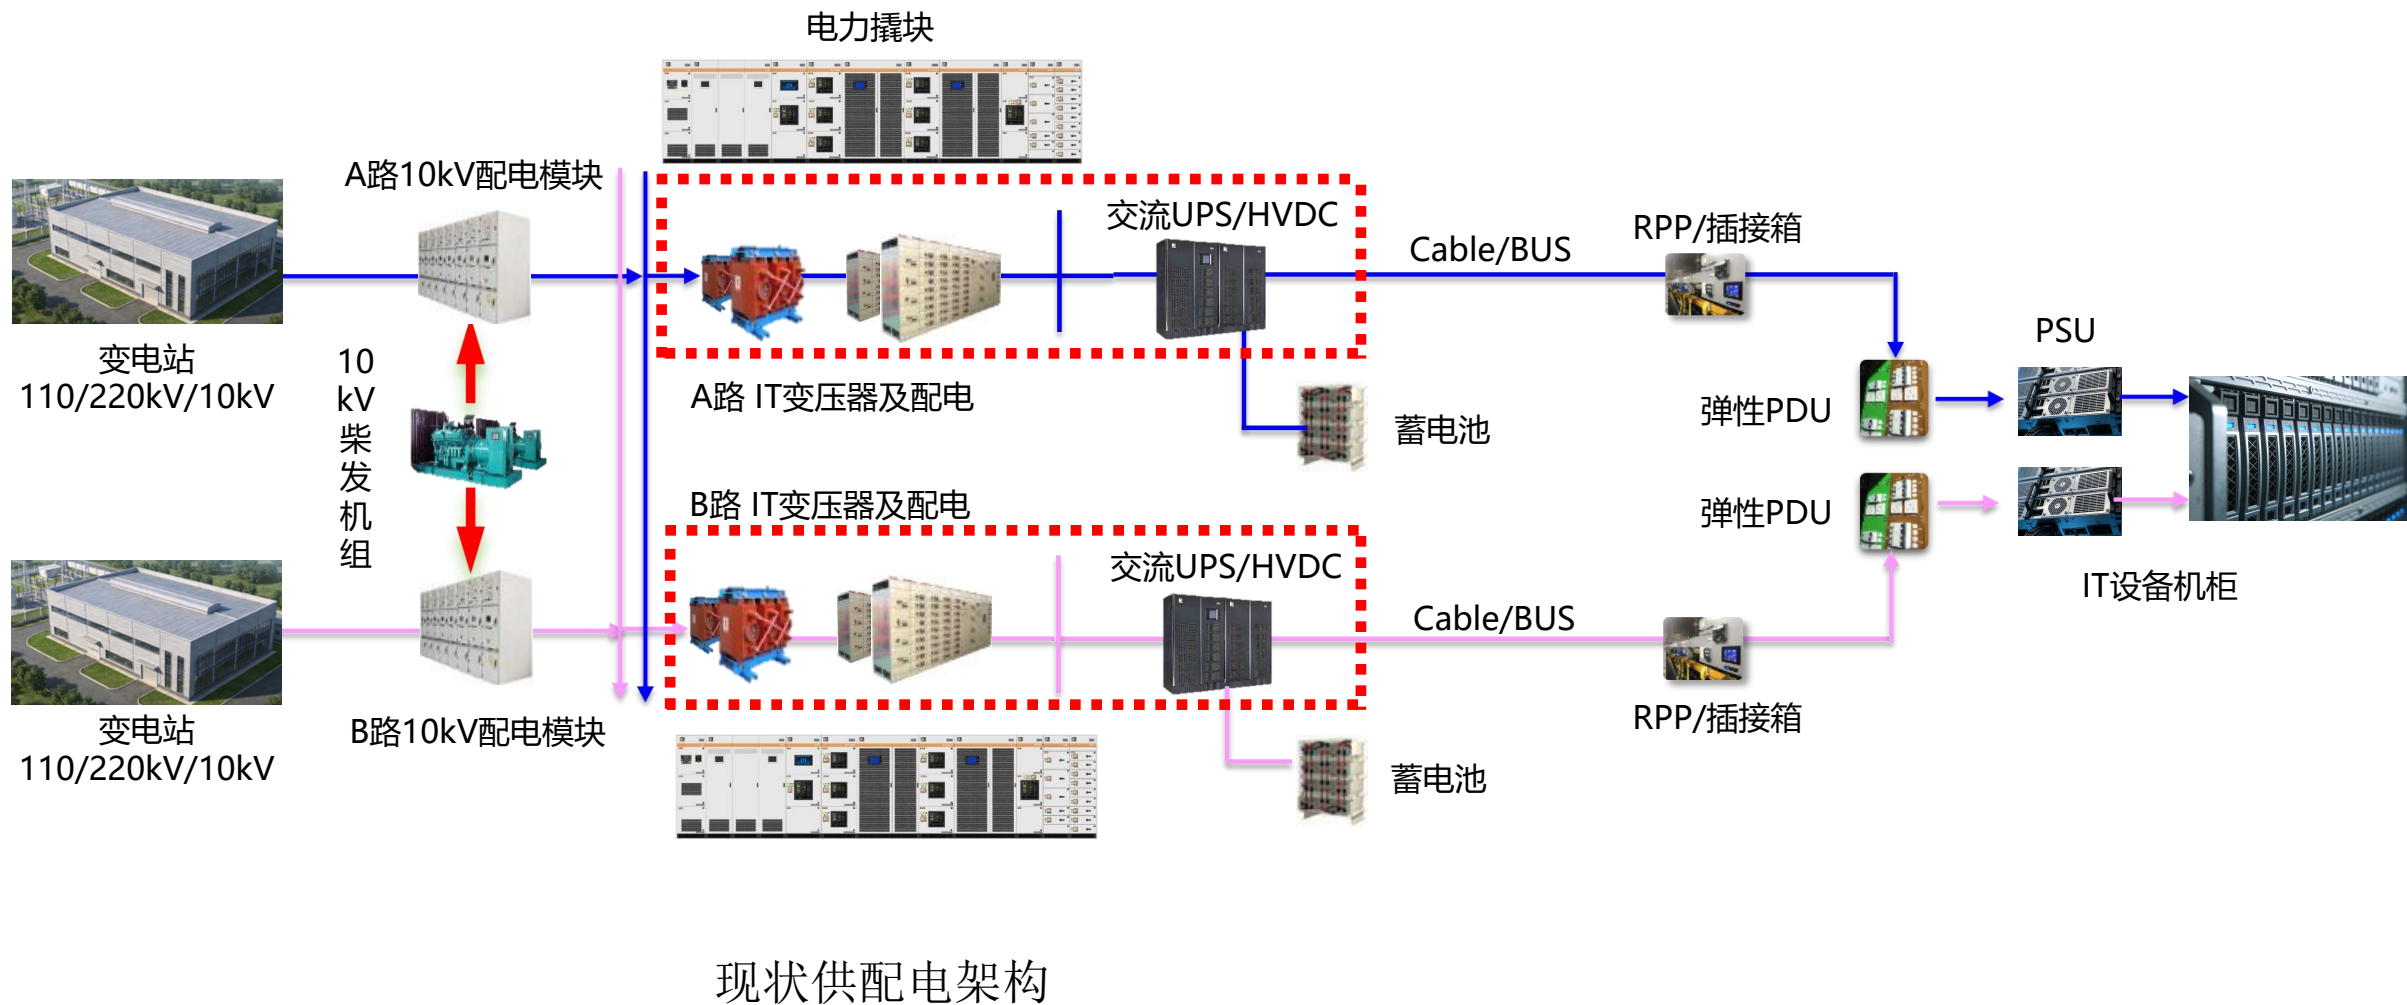 电力撬块
A路10kV配电模块
交流UPS/HVDC
RPP/插接箱
Cable/BUS
PSU
变电站
110/220kV/10kV
10
kV
柴
发
机
组
A路 IT变压器及配电
弹性PDU
蓄电池
B路 IT变压器及配电
弹性PDU
交流UPS/HVDC
IT设备机柜
Cable/BUS
变电站
110/220kV/10kV
B路10kV配电模块
RPP/插接箱
蓄电池
现状供配电架构